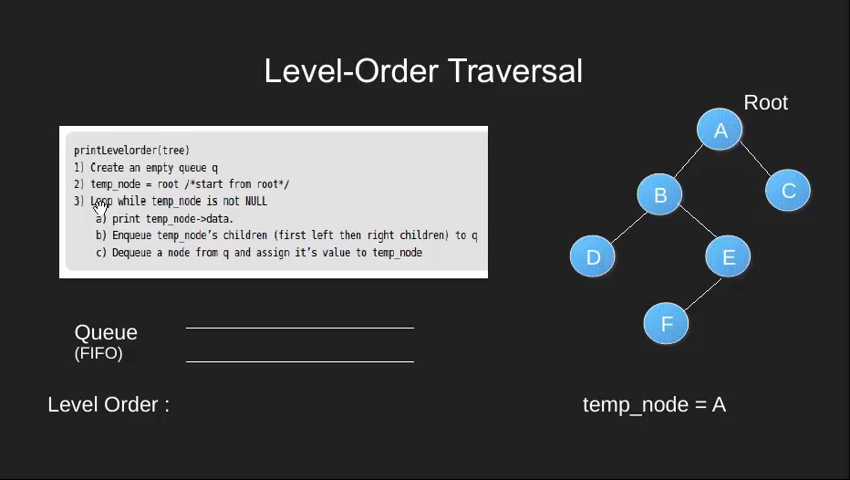 Level-Order Traversal
Root
printLevelorder(tree)
1) Create an empty queue q
2) temp_node = root /*start from root*/
3) Loop while temp_node is not NULL
a) print temp_node->data.
b) Enqueue temp_node's children (first left then right children) to q
c) Dequeue a node from q and assign it's value to temp_node
A
B
C
D
E
F
Queue
(FIFO)
Level Order :
temp_node = A